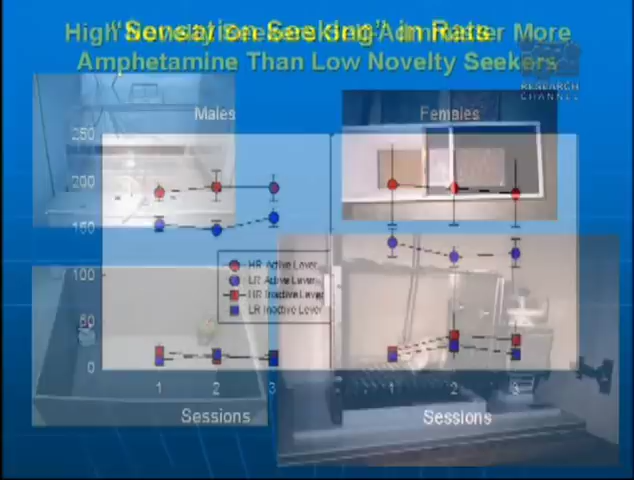 "Sensation Seeking" in Rats
High Novelty Seekers Self-Administer More
Amphetamine Than Low Novelty Seekers
RESEARCH
CHANNEL
Males
Females
250
200
150
100
50
0
HR Active Lever
LR Active Lever
HR Inactive Lever
LR Inactive Lever
1 2 3
1 2 3
Sessions
Sessions